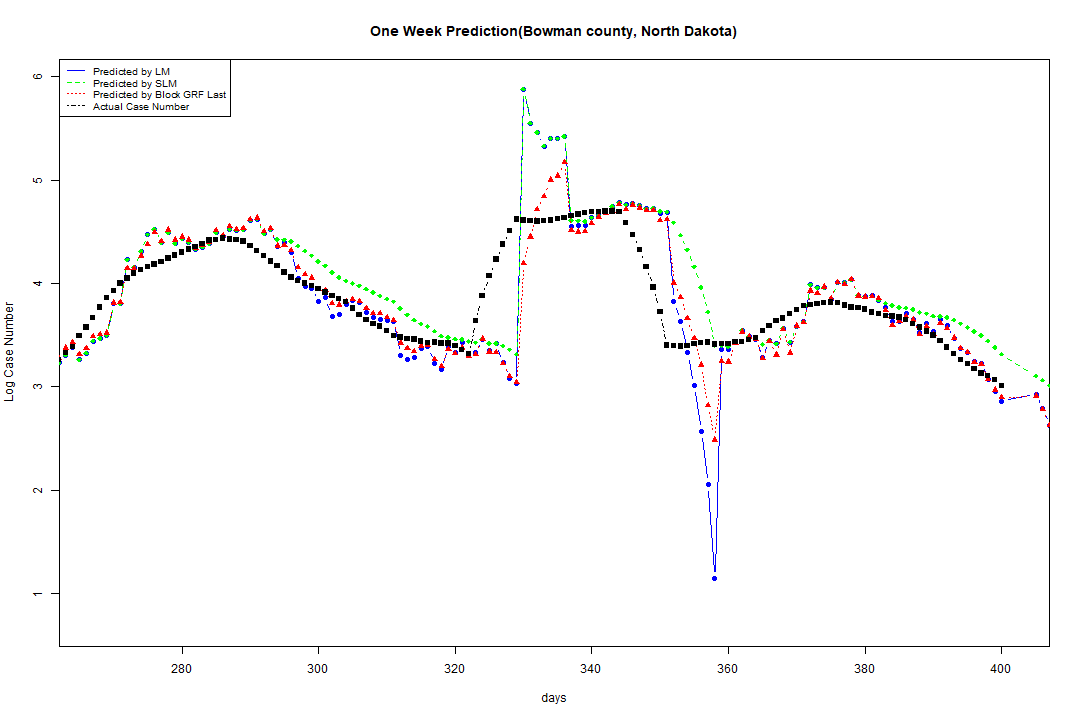 One Week Prediction(Bowman county, North Dakota)
Predicted by LM
Predicted by SLM
Predicted by Block GRF Last
Actual Case Number
Log Case Number
6
5
4
3
2
1
280 300 320 340 360 380 400
days